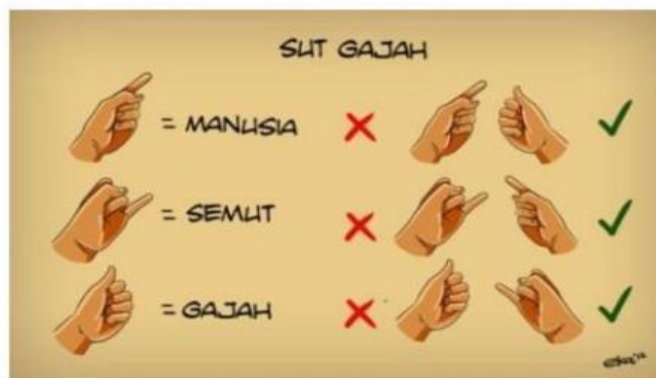 SUT GAJAH
= MANUSIA
= SEMUT
= GAJAH